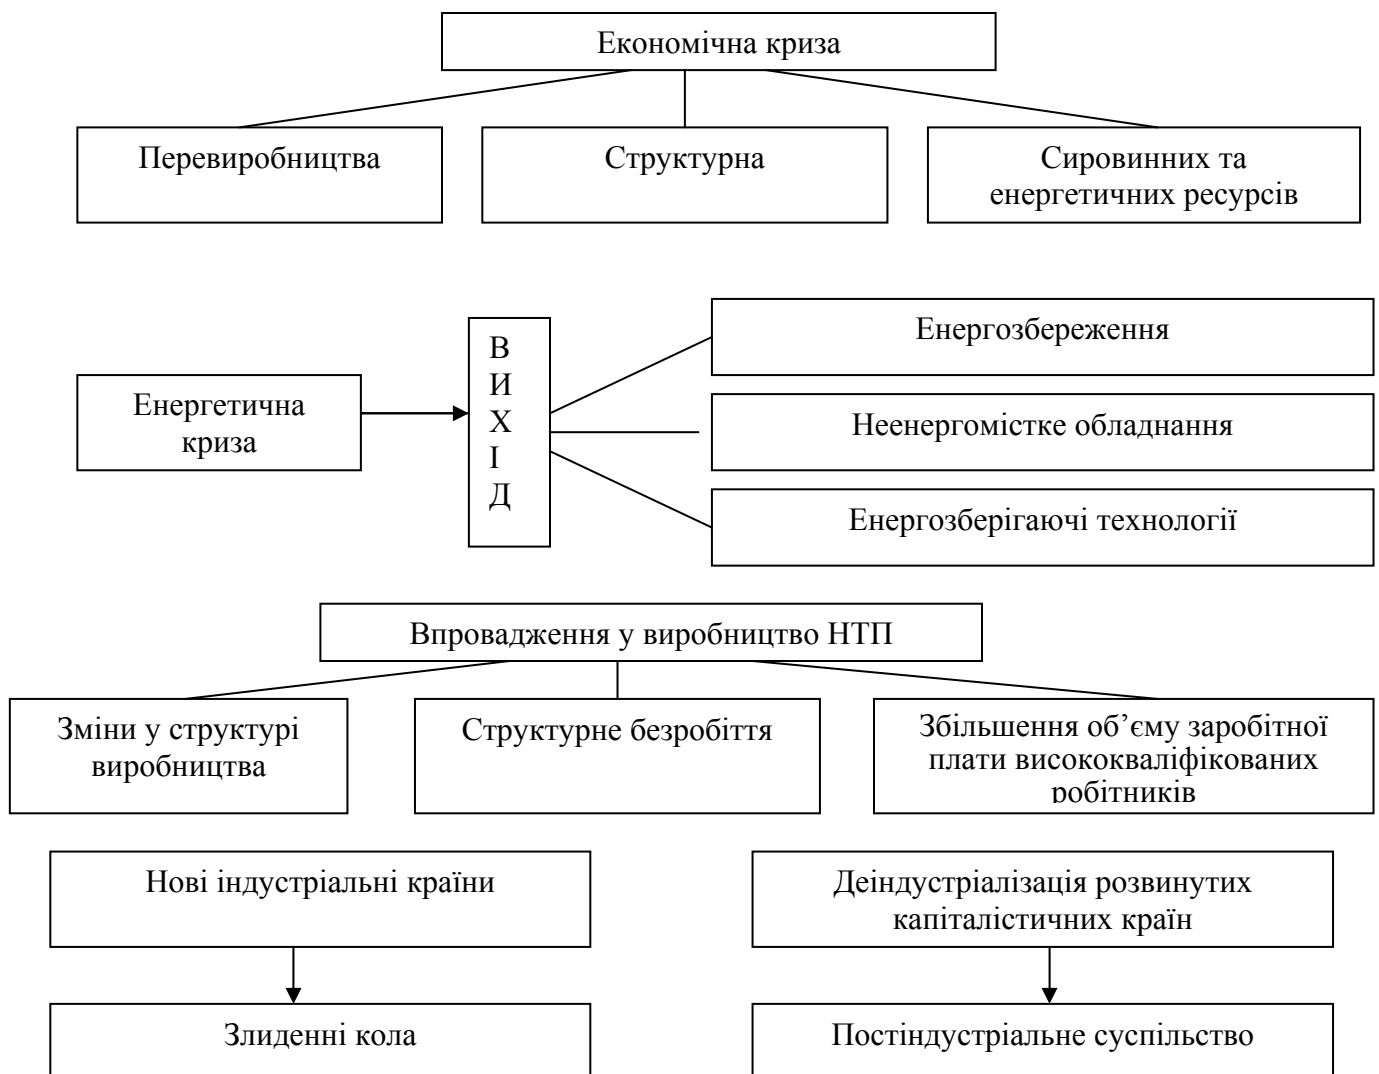 Економічна криза
Перевиробництва
Структурна
Сировинних та
енергетичних ресурсів
Енергетична
криза
В
И
Х
І
Д
Енергозбереження
Неенергомістке обладнання
Енергозберігаючі технології
Впровадження у виробництво НТП
Зміни у структурі
виробництва
Структурне безробіття
Збільшення об’єму заробітної
плати висококваліфікованих
робітників
Нові індустріальні країни
Деіндустріалізація розвинутих
капіталістичних країн
Злиденні кола
Постіндустріальне суспільство